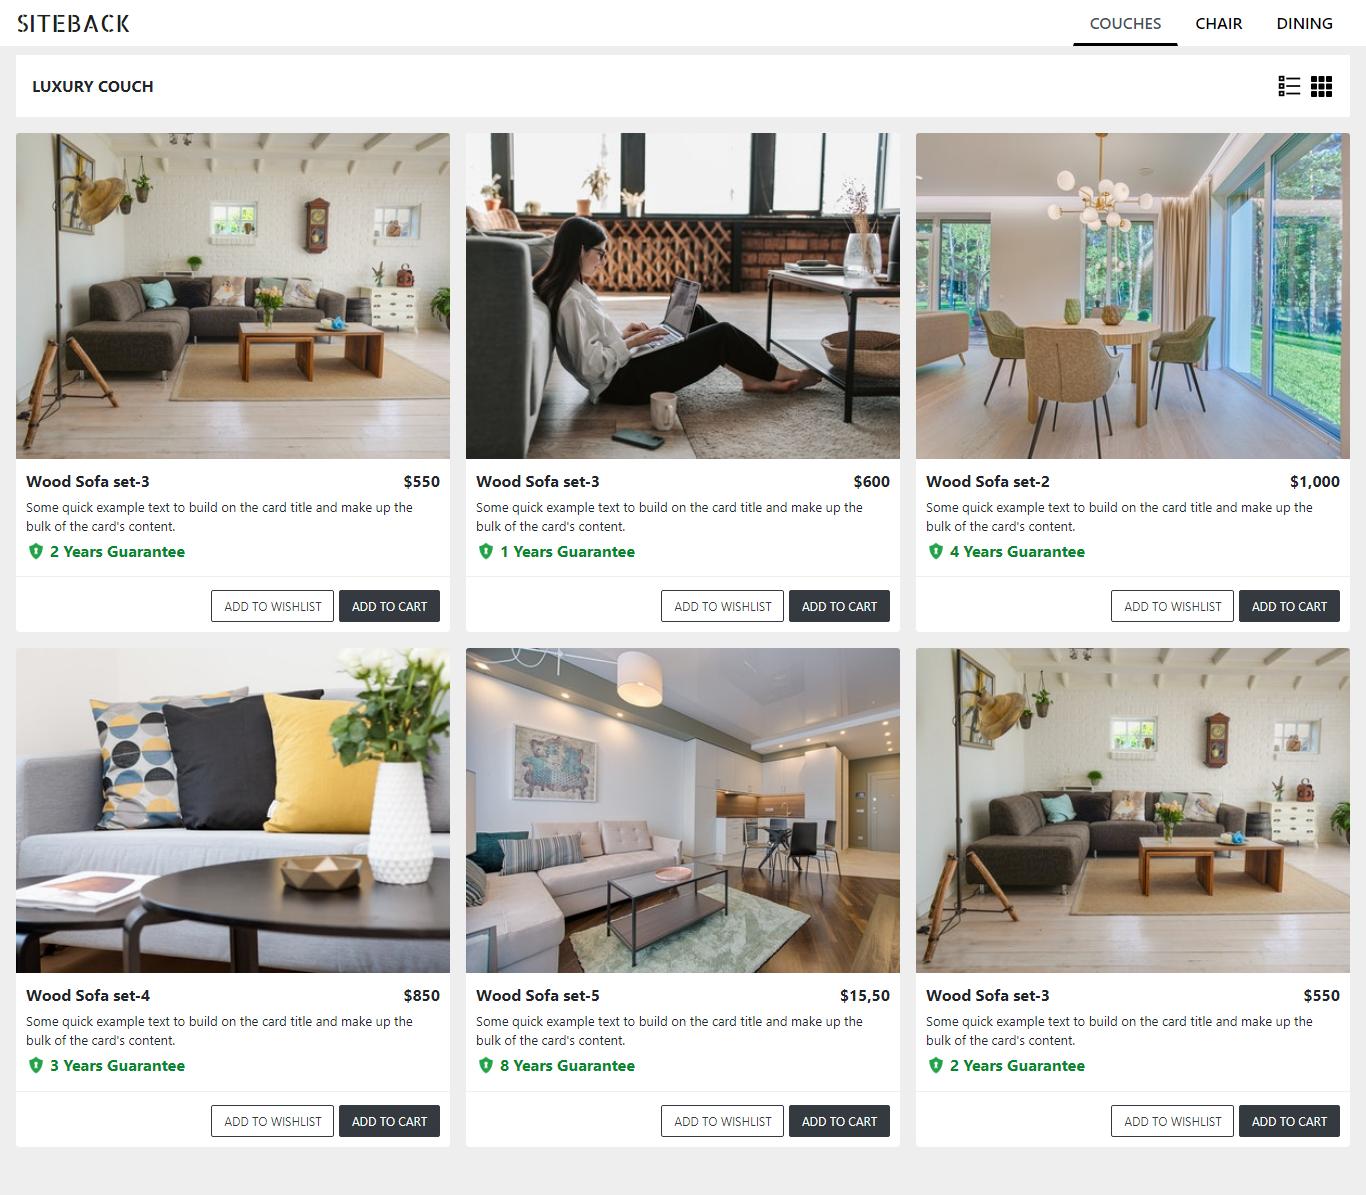 SITEBACK
COUCHES CHAIR DINING
LUXURY COUCH
Wood Sofa set-3 $550
Some quick example text to build on the card title and make up the
bulk of the card's content.
2 Years Guarantee
ADD TO WISHLIST ADD TO CART
Wood Sofa set-3 $600
Some quick example text to build on the card title and make up the
bulk of the card's content.
1 Years Guarantee
ADD TO WISHLIST ADD TO CART
Wood Sofa set-2 $1,000
Some quick example text to build on the card title and make up the
bulk of the card's content.
4 Years Guarantee
ADD TO WISHLIST ADD TO CART
Wood Sofa set-4 $850
Some quick example text to build on the card title and make up the
bulk of the card's content.
3 Years Guarantee
ADD TO WISHLIST ADD TO CART
Wood Sofa set-5 $15,50
Some quick example text to build on the card title and make up the
bulk of the card's content.
8 Years Guarantee
ADD TO WISHLIST ADD TO CART
Wood Sofa set-3 $550
Some quick example text to build on the card title and make up the
bulk of the card's content.
2 Years Guarantee
ADD TO WISHLIST ADD TO CART